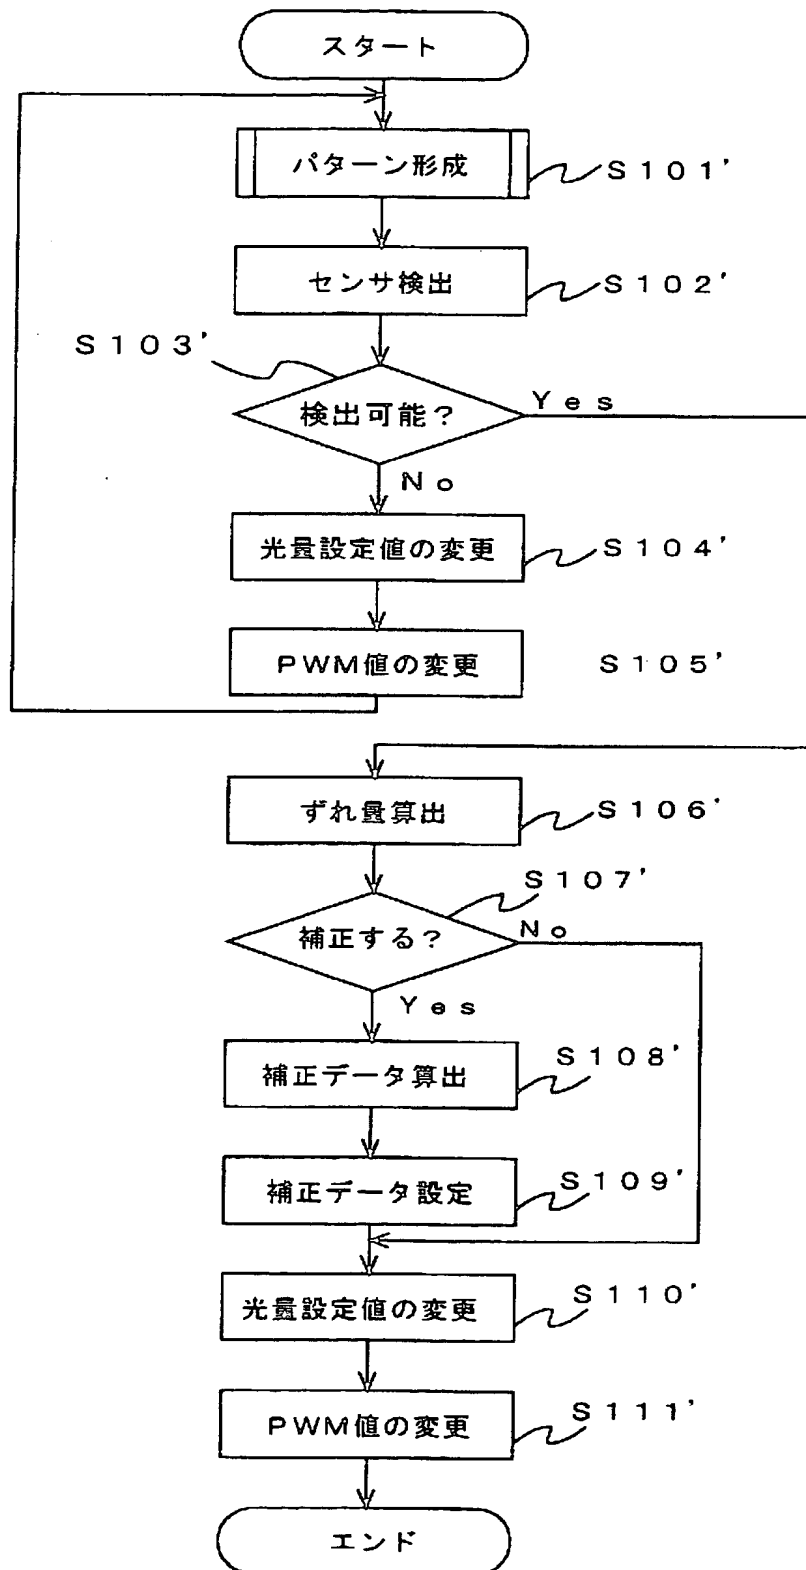 スタート
パターン形成
S101'
センサ検出
S102'
S103'
検出可能?
Yes
No
光量設定値の変更
S104'
PWM値の変更
S105'
ずれ量算出
S106'
S107'
補正する?
No
Yes
補正データ算出
S108'
補正データ設定
S109'
光量設定値の変更
S110'
PWM値の変更
S111'
エンド